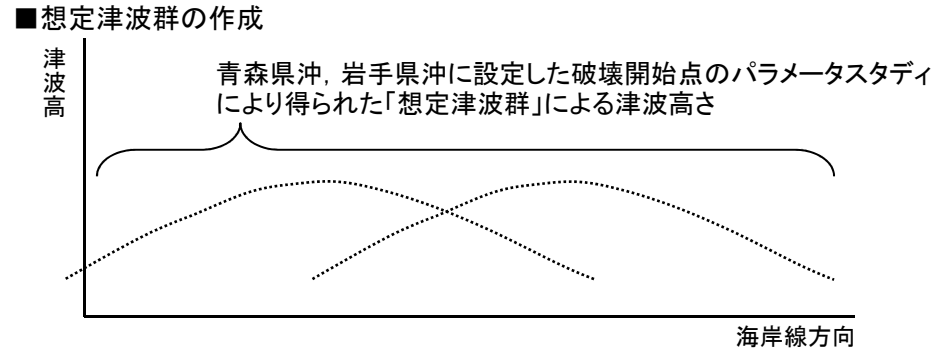 ■想定津波群の作成
津波高
青森県沖，岩手県沖に設定した破壊開始点のパラメータスタディ
により得られた「想定津波群」による津波高さ
海岸線方向